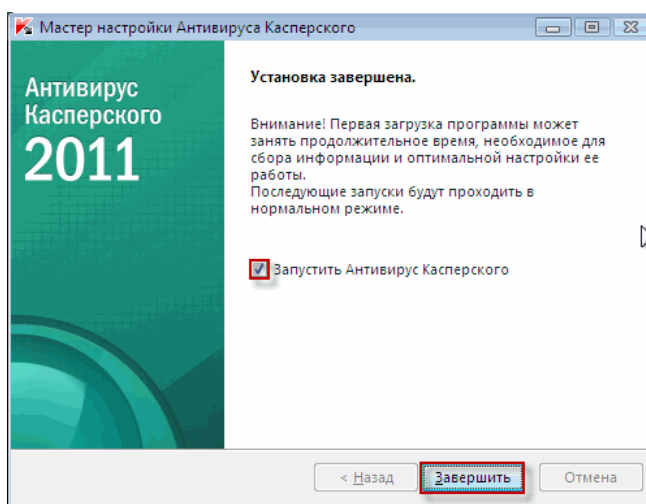 Мастер настройки Антивируса Касперского
Антивирус
Касперского
2011
Установка завершена.
Внимание! Первая загрузка программы может
занять продолжительное время, необходимое для
сбора информации и оптимальной настройки ее
работы.
Последующие запуски будут проходить в
нормальном режиме.
Запустить Антивирус Касперского
< Назад
Завершить
Отмена